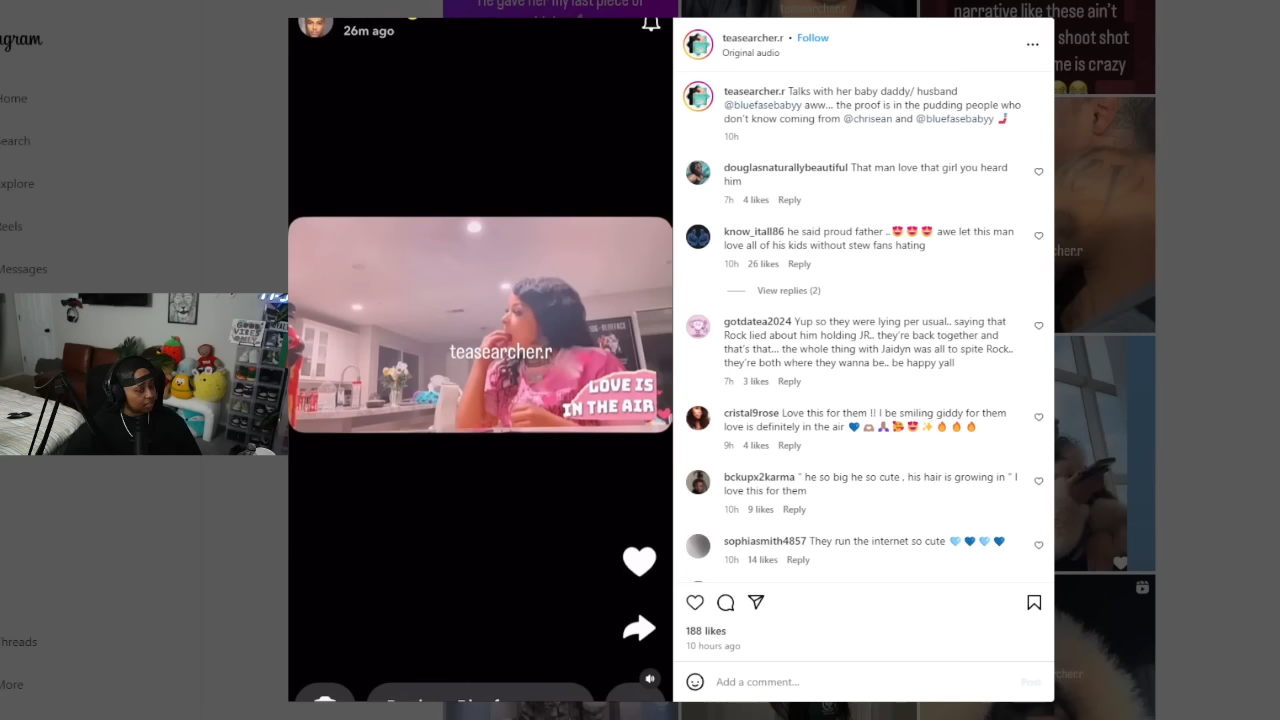 He gave her my last piece of
narrative like these ain't
shoot shot
me is crazy
gram
26m ago
Home
Search
Explore
Reels
Messages
Threads
More
teasearcher.r
LOVE IS
IN THE AIR
teasearcher.r • Follow
Original audio
teasearcher.r Talks with her baby daddy/ husband
@bluefasebabyy aww... the proof is in the pudding people who
don't know coming from @chrisean and @bluefasebabyy
10h
douglasnaturallybeautiful That man love that girl you heard
him
7h 4 likes Reply
know_itall86 he said proud father .. 😍 😍 😍 awe let this man
love all of his kids without stew fans hating
10h 26 likes Reply
View replies (2)
gotdatea2024 Yup so they were lying per usual.. saying that
Rock lied about him holding JR.. they're back together and
that's that... the whole thing with Jaidyn was all to spite Rock..
they're both where they wanna be.. be happy yall
7h 3 likes Reply
cristal9rose Love this for them !! I be smiling giddy for them
love is definitely in the air
9h 4 likes Reply
bckupx2karma " he so big he so cute , his hair is growing in " I
love this for them
10h 9 likes Reply
sophiasmith4857 They run the internet so cute 🩵 💙 🩵 💙
10h 14 likes Reply
188 likes
10 hours ago
Add a comment...
Post